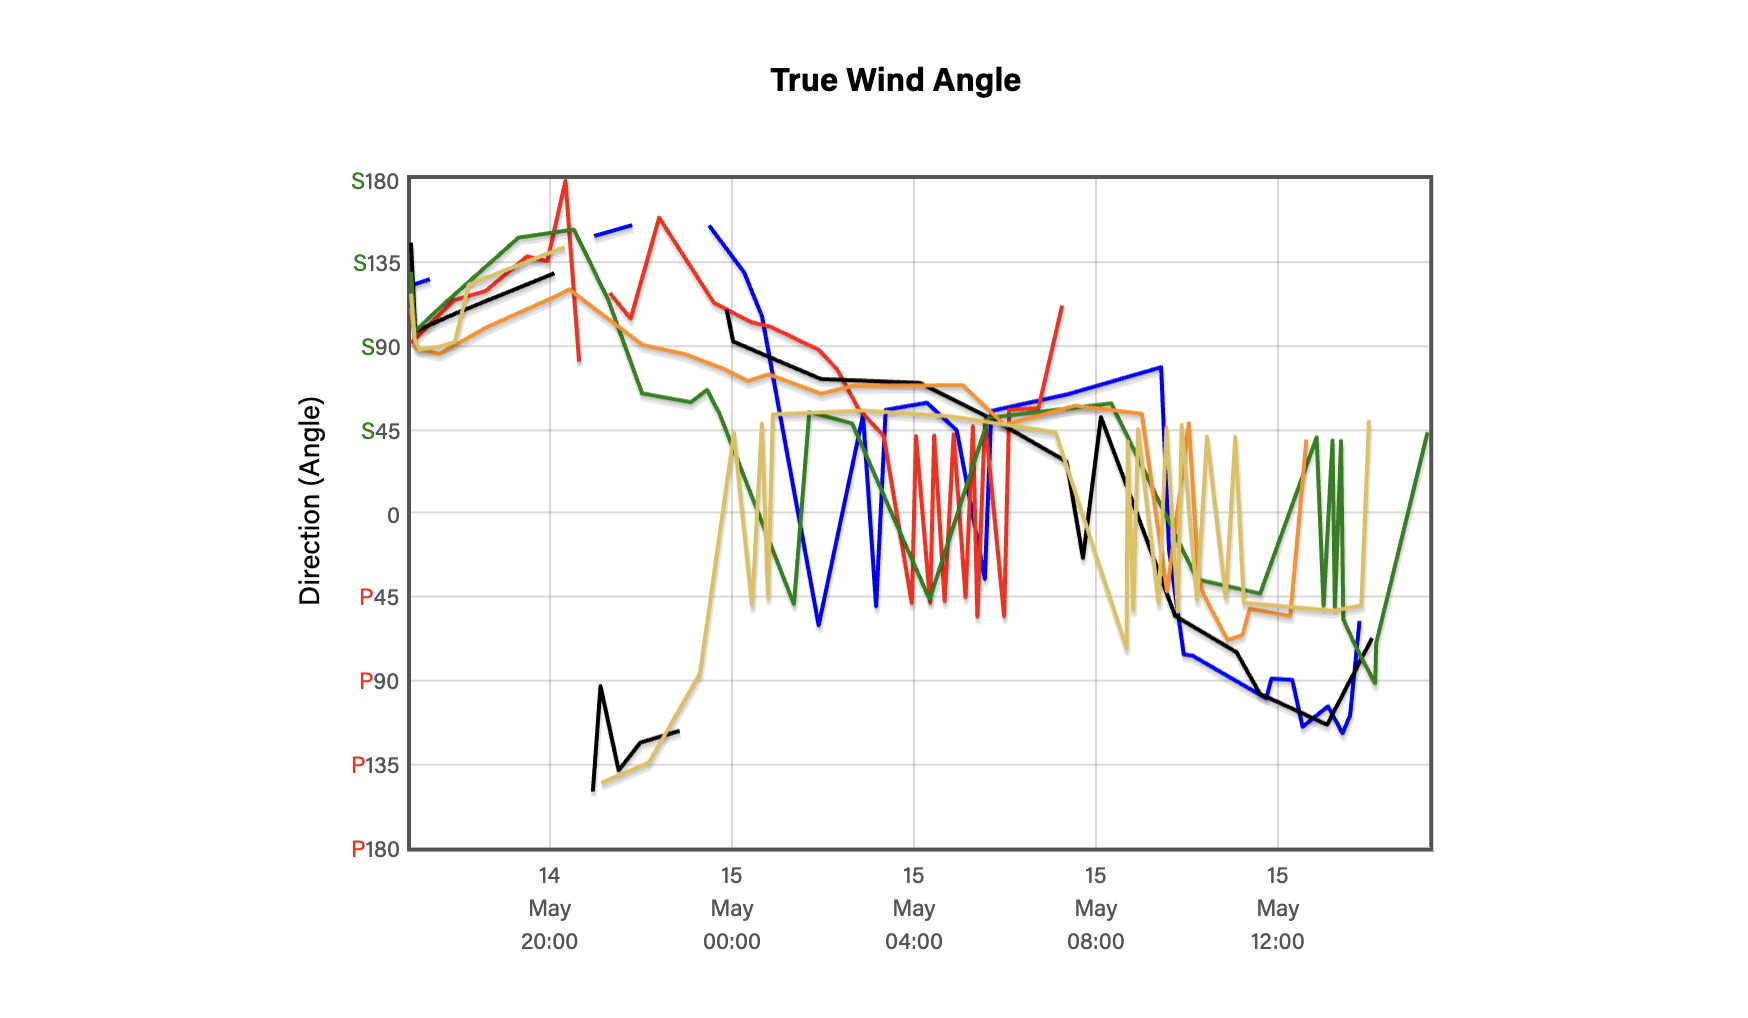 True Wind Angle
Direction (Angle)
S180
S135
S90
S45
0
P45
P90
P135
P180
14 May 20:00
15 May 00:00
15 May 04:00
15 May 08:00
15 May 12:00